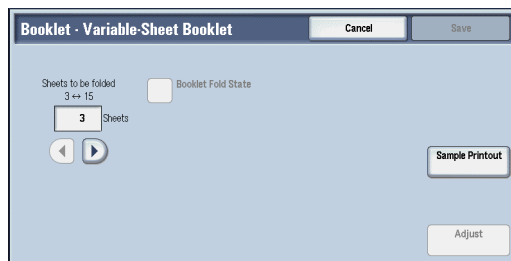 Booklet - Variable-Sheet Booklet
Cancel
Save
Sheets to be folded
3 ↔ 15
3 Sheets
Booklet Fold State
Sample Printout
Adjust